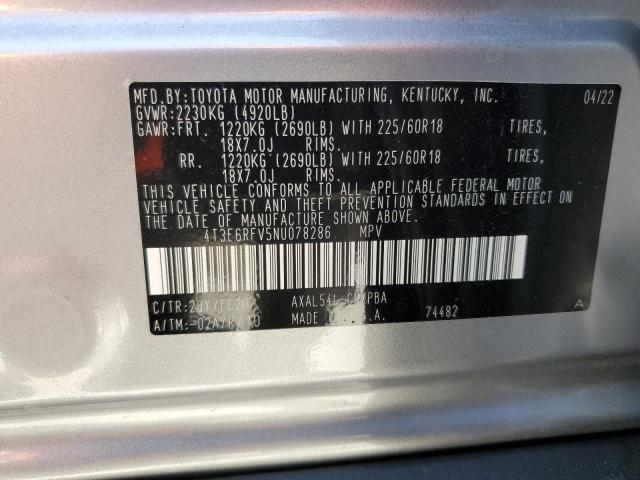 MFD.BY:TOYOTA MOTOR MANUFACTURING, KENTUCKY, INC. 04/22
GVWR:2230KG (4920LB)
GAWR:FRT. 1220KG (2690LB) WITH 225/60R18 TIRES,
18X7.0J RIMS.
RR. 1220KG (2690LB) WITH 225/60R18 TIRES,
18X7.0J RIMS.
THIS VEHICLE CONFORMS TO ALL APPLICABLE FEDERAL MOTOR
VEHICLE SAFETY AND THEFT PREVENTION STANDARDS IN EFFECT ON
THE DATE OF MANUFACTURE SHOWN ABOVE.
4T3E6RFV5NU078286 MPV
C/TR: 
A/TM: 74482 A
MADE